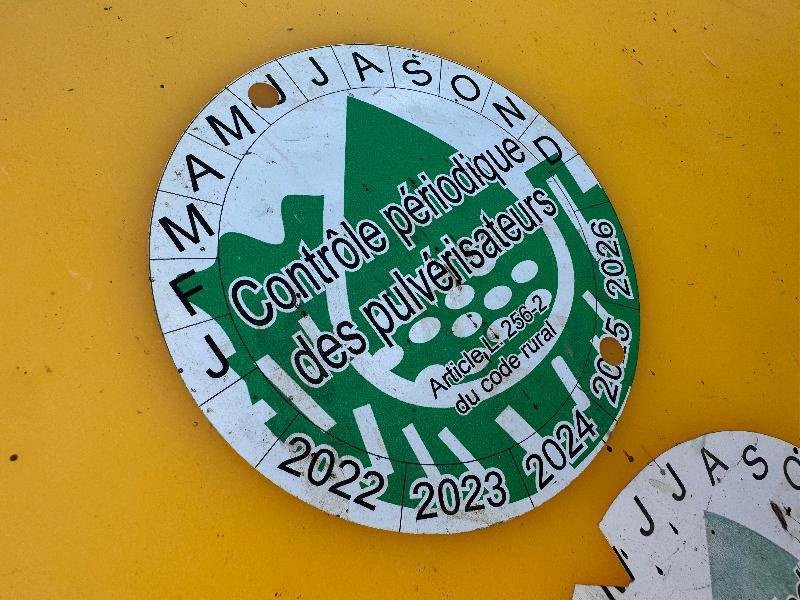 J F M A M J J A S O N D
Contrôle périodique
des pulvérisateurs
Article L. 256-2
du code rural
2022 2023 2024 2025 2026
J J A S O